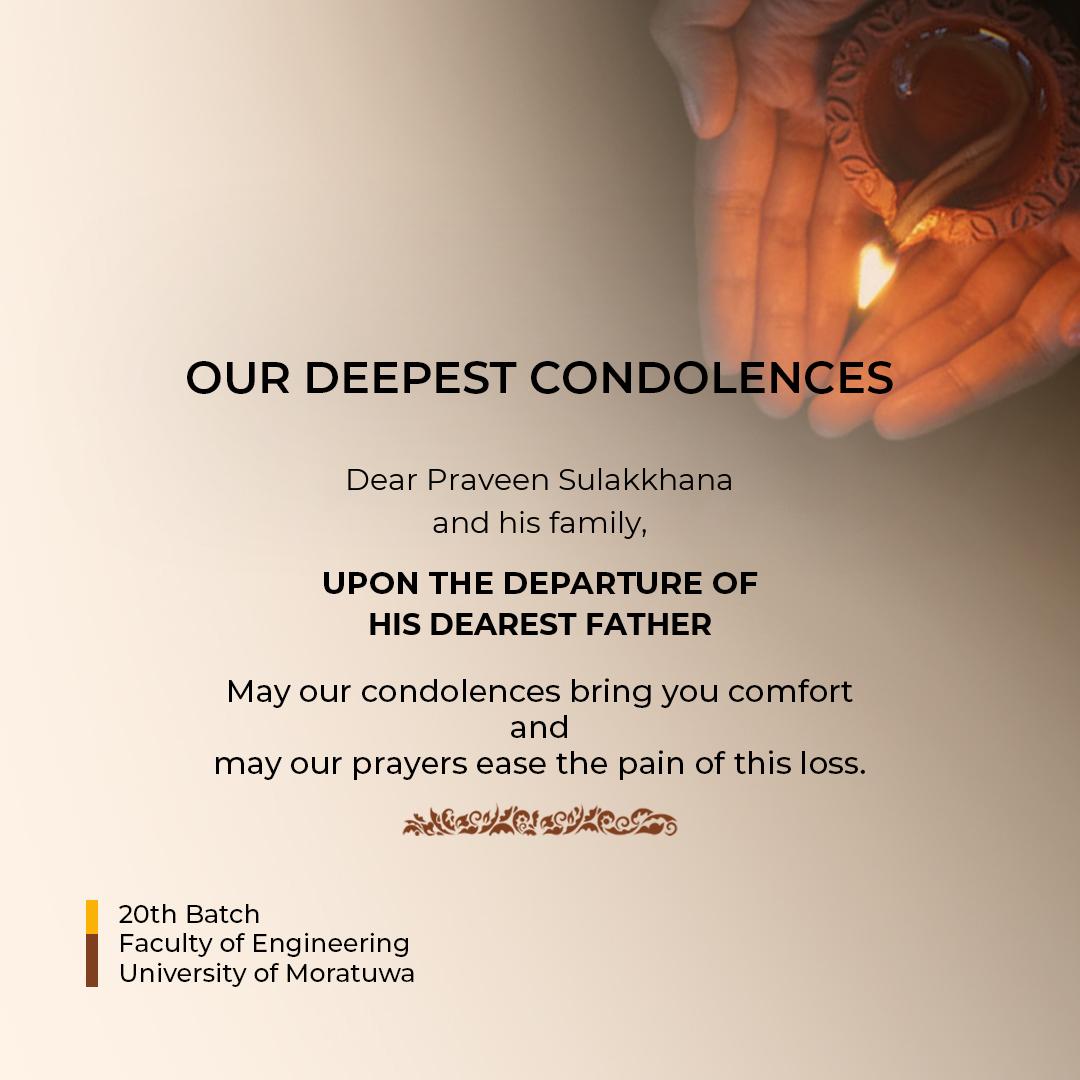 OUR DEEPEST CONDOLENCES
Dear Praveen Sulakkhana
and his family,
UPON THE DEPARTURE OF
HIS DEAREST FATHER
May our condolences bring you comfort
and
may our prayers ease the pain of this loss.
20th Batch
Faculty of Engineering
University of Moratuwa